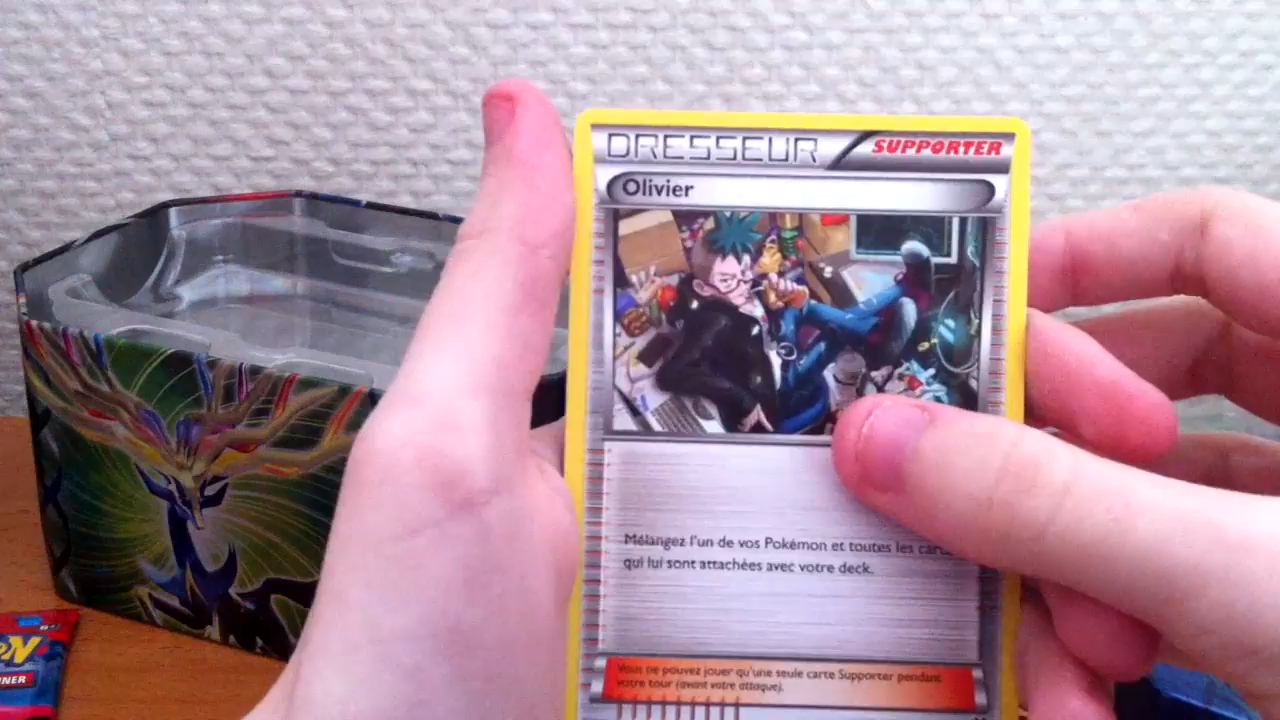 DRESSEUR SUPPORTER
Olivier
Mélangez l'un de vos Pokémon et toutes les
qui lui sont attachées avec votre deck.
Vous ne pouvez jouer qu'une seule carte Supporter pendant
votre tour (avant votre attaque).